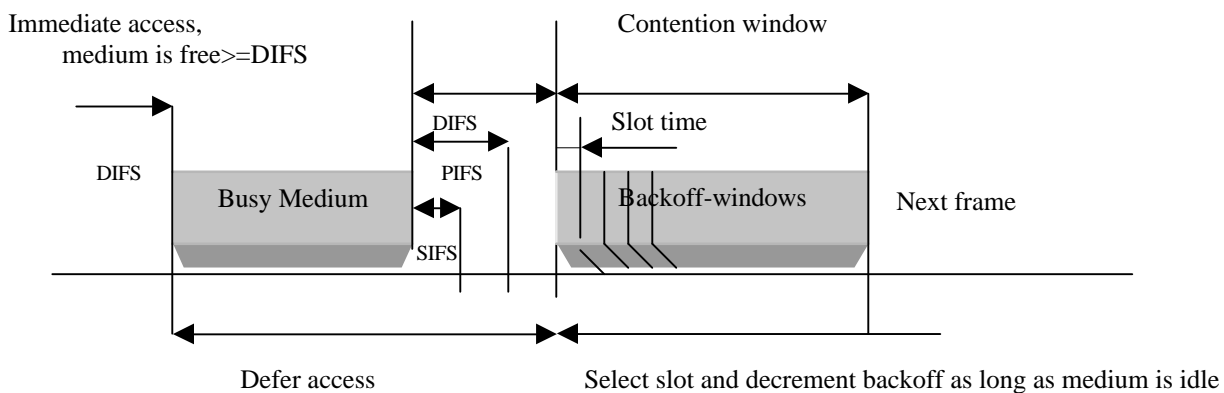 Immediate access,
medium is free>=DIFS
Contention window
DIFS
Slot time
DIFS
PIFS
Busy Medium
Backoff-windows
Next frame
SIFS
Defer access
Select slot and decrement backoff as long as medium is idle